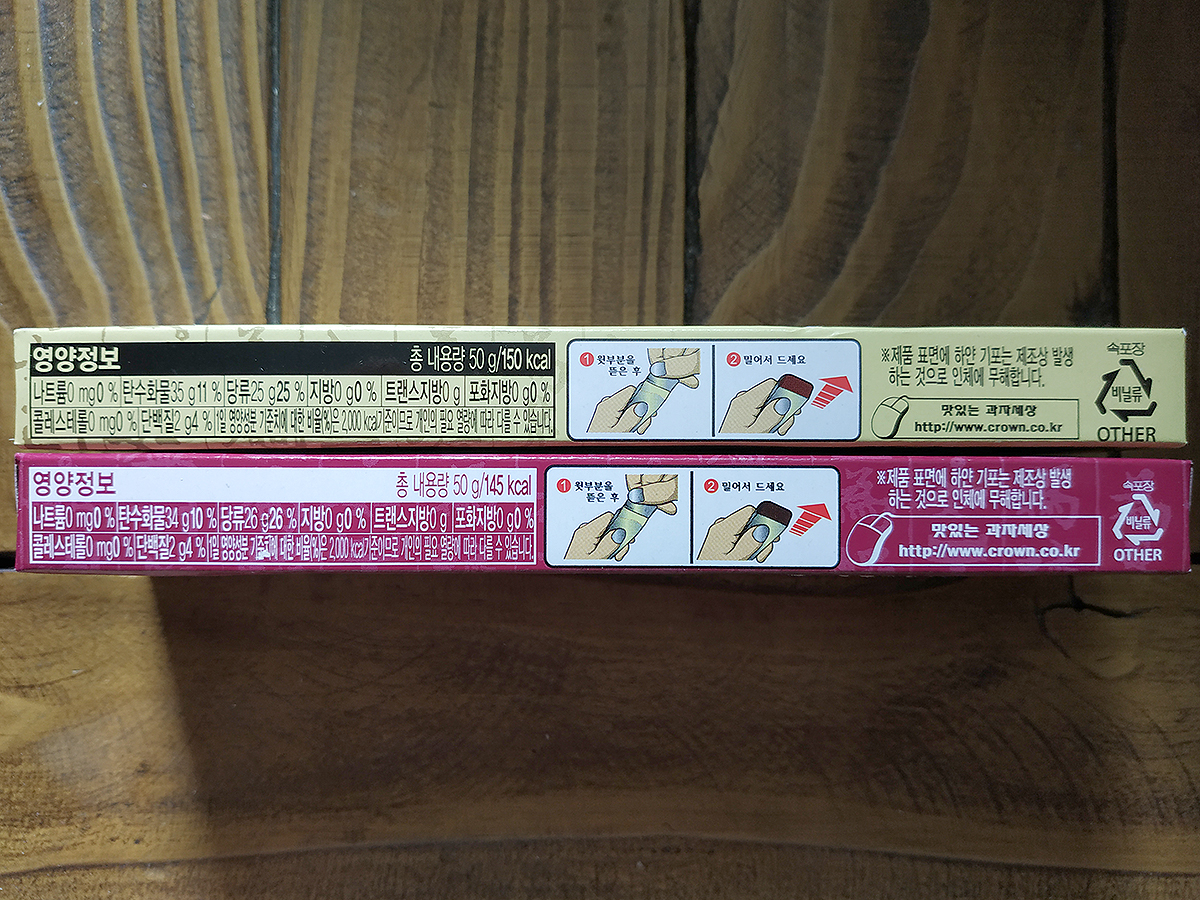 영양정보 총 내용량 50 g/150 kcal
나트륨0 mg0 % 탄수화물35 g11 % 당류25 g25 % 지방0 g0 % 트랜스지방0 g 포화지방0 g0 %
콜레스테롤0 mg0 % 단백질2 g4 % 1일 영양성분 기준치에 대한 비율(%)은 2,000 kcal기준이므로 개인의 필요 열량에 따라 다를 수 있습니다.
1 윗부분을
뜯은 후
2 밀어서 드세요
※제품 표면에 하얀 기포는 제조상 발생
하는 것으로 인체에 무해합니다.
맛있는 과자세상
http://www.crown.co.kr
속포장
비닐류
OTHER
영양정보 총 내용량 50 g/145 kcal
나트륨0 mg0 % 탄수화물34 g10 % 당류26 g26 % 지방0 g0 % 트랜스지방0 g 포화지방0 g0 %
콜레스테롤0 mg0 % 단백질2 g4 % 1일 영양성분 기준치에 대한 비율(%)은 2,000 kcal기준이므로 개인의 필요 열량에 따라 다를 수 있습니다.
1 윗부분을
뜯은 후
2 밀어서 드세요
※제품 표면에 하얀 기포는 제조상 발생
하는 것으로 인체에 무해합니다.
맛있는 과자세상
http://www.crown.co.kr
속포장
비닐류
OTHER